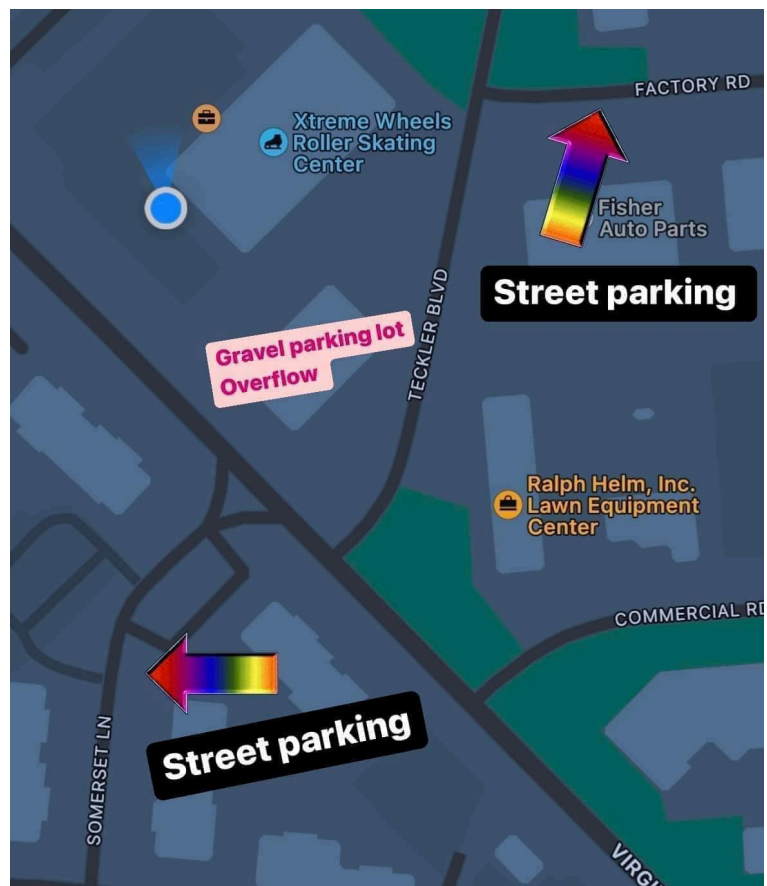 FACTORY RD
Xtreme Wheels
Roller Skating
Center
Fisher
Auto Parts
Street parking
TECKLER BLVD
Gravel parking lot
Overflow
Ralph Helm, Inc.
Lawn Equipment
Center
COMMERCIAL RD
Street parking
SOMERSET LN
VIRG